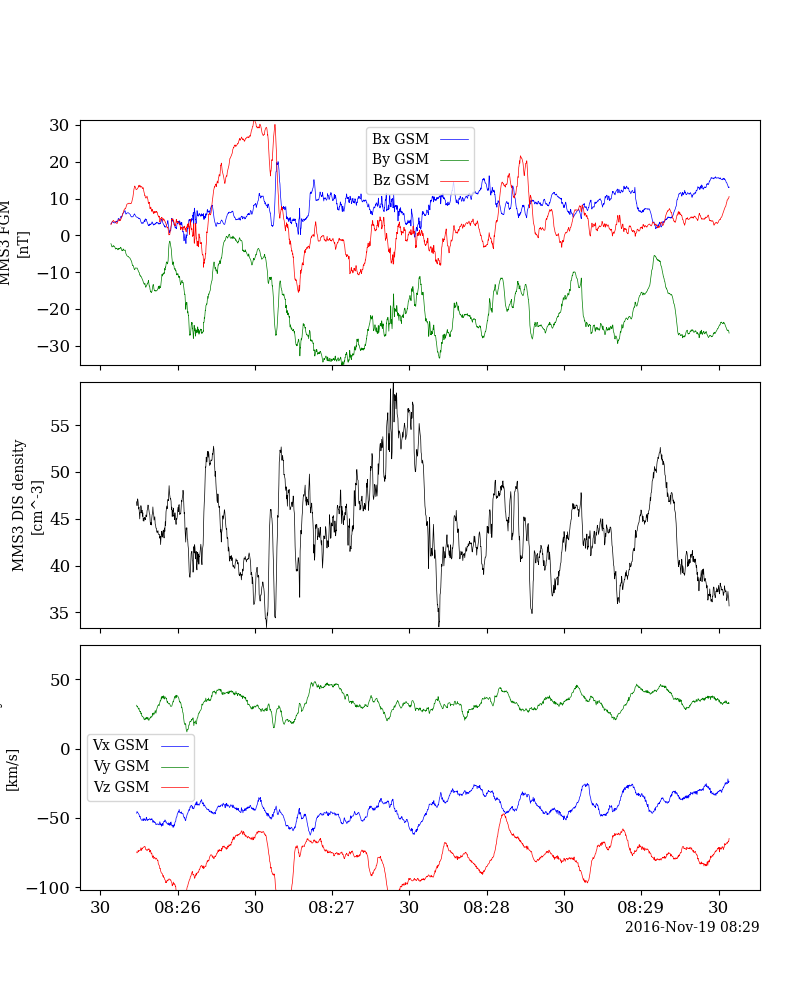 30
20
10
0
−10
−20
−30
MMS3 FGM
[nT]
Bx GSM
By GSM
Bz GSM
55
50
45
40
35
MMS3 DIS density
[cm^-3]
50
0
−50
−100
[km/s]
Vx GSM
Vy GSM
Vz GSM
30
08:26
30
08:27
30
08:28
30
08:29
30
2016-Nov-19 08:29